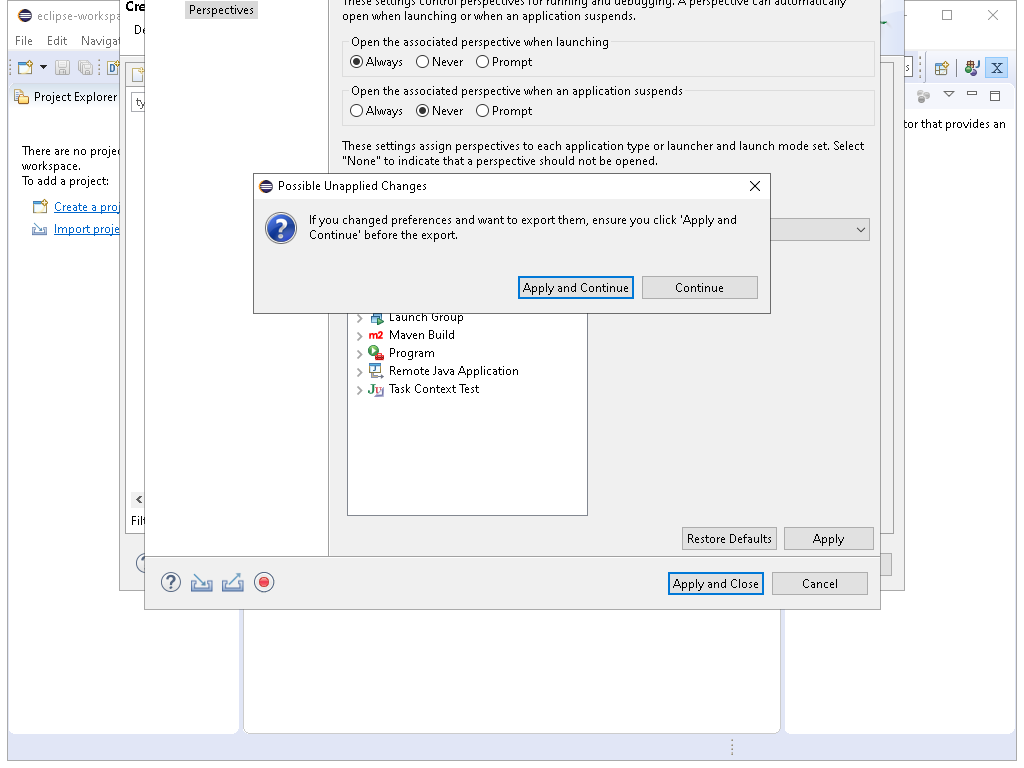 eclipse-workspa
File Edit Navigat
Project Explorer
There are no proje
workspace.
To add a project:
Create a proj
Import proje
Cre
De
ty
Filt
Perspectives
These settings control perspectives for running and debugging. A perspective can automatically
open when launching or when an application suspends.
Open the associated perspective when launching
Always Never Prompt
Open the associated perspective when an application suspends
Always Never Prompt
These settings assign perspectives to each application type or launcher and launch mode set. Select
"None" to indicate that a perspective should not be opened.
Possible Unapplied Changes
If you changed preferences and want to export them, ensure you click 'Apply and
Continue' before the export.
Apply and Continue Continue
Launch Group
Maven Build
Program
Remote Java Application
Task Context Test
Restore Defaults Apply
Apply and Close Cancel
tor that provides an